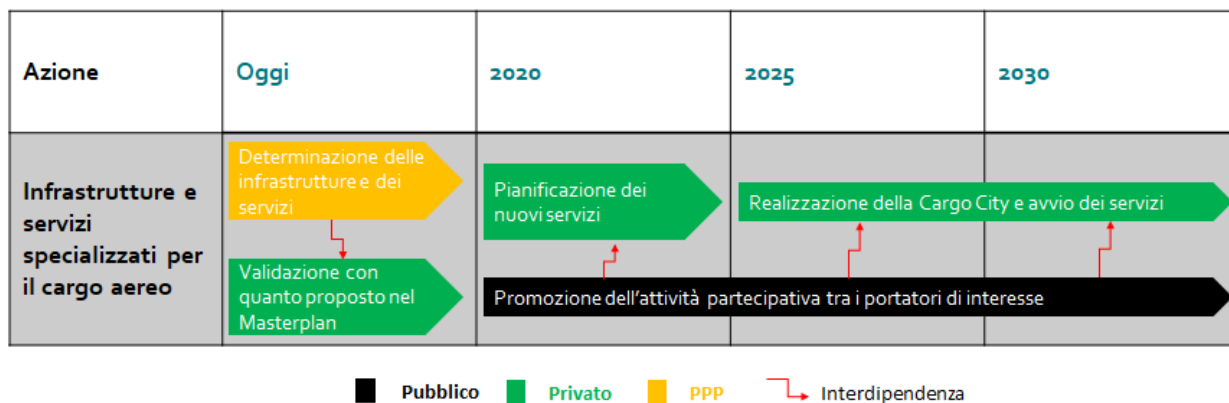 Azione
Oggi
2020
2025
2030
Infrastrutture e
servizi
specializzati per
il cargo aereo
Determinazione delle
infrastrutture e dei
servizi
Validazione con
quanto proposto nel
Masterplan
Pianificazione dei
nuovi servizi
Realizzazione della Cargo City e avvio dei servizi
Promozione dell'attività partecipativa tra i portatori di interesse
Pubblico
Privato
PPP
Interdipendenza